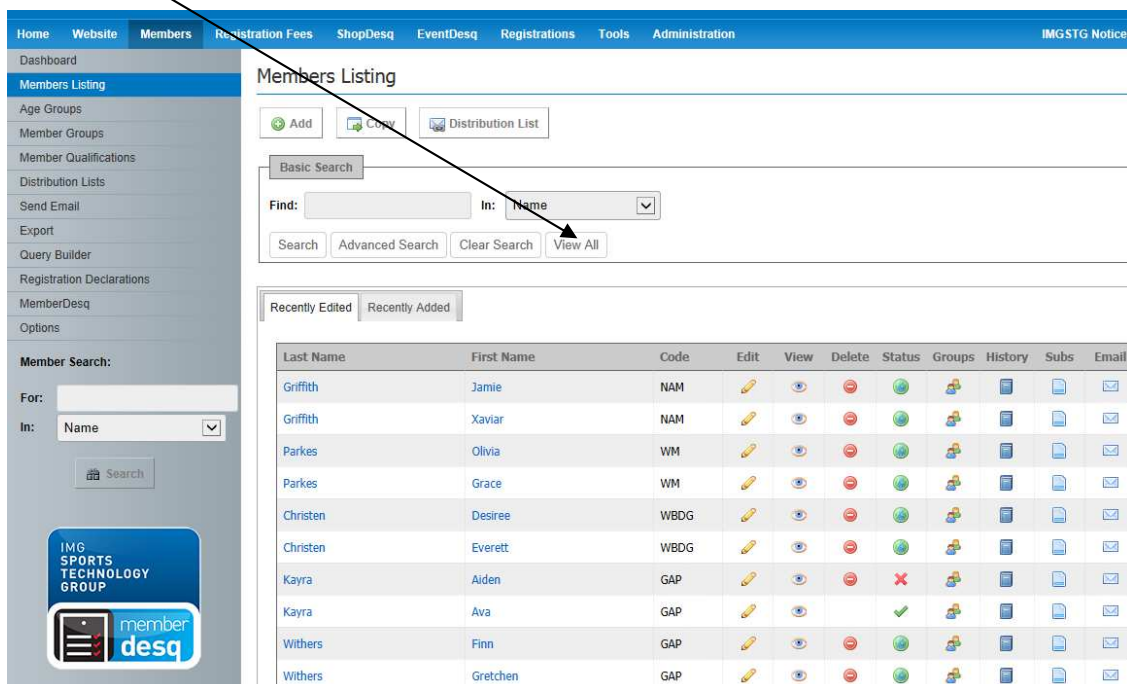 Home Website Members Registration Fees ShopDesq EventDesq Registrations Tools Administration IMGSTG Notice
Dashboard
Members Listing
Age Groups
Member Groups
Member Qualifications
Distribution Lists
Send Email
Export
Query Builder
Registration Declarations
MemberDesq
Options
Member Search:
For:
In: Name
Search
IMG
SPORTS
TECHNOLOGY
GROUP
member
desq
Members Listing
Add Copy Distribution List
Basic Search
Find: In: Name
Search Advanced Search Clear Search View All
Recently Edited Recently Added
Last Name First Name Code Edit View Delete Status Groups History Subs Email
Griffith Jamie NAM
Griffith Xaviar NAM
Parkes Olivia WM
Parkes Grace WM
Christen Desiree WBDG
Christen Everett WBDG
Kayra Aiden GAP
Kayra Ava GAP
Withers Finn GAP
Withers Gretchen GAP